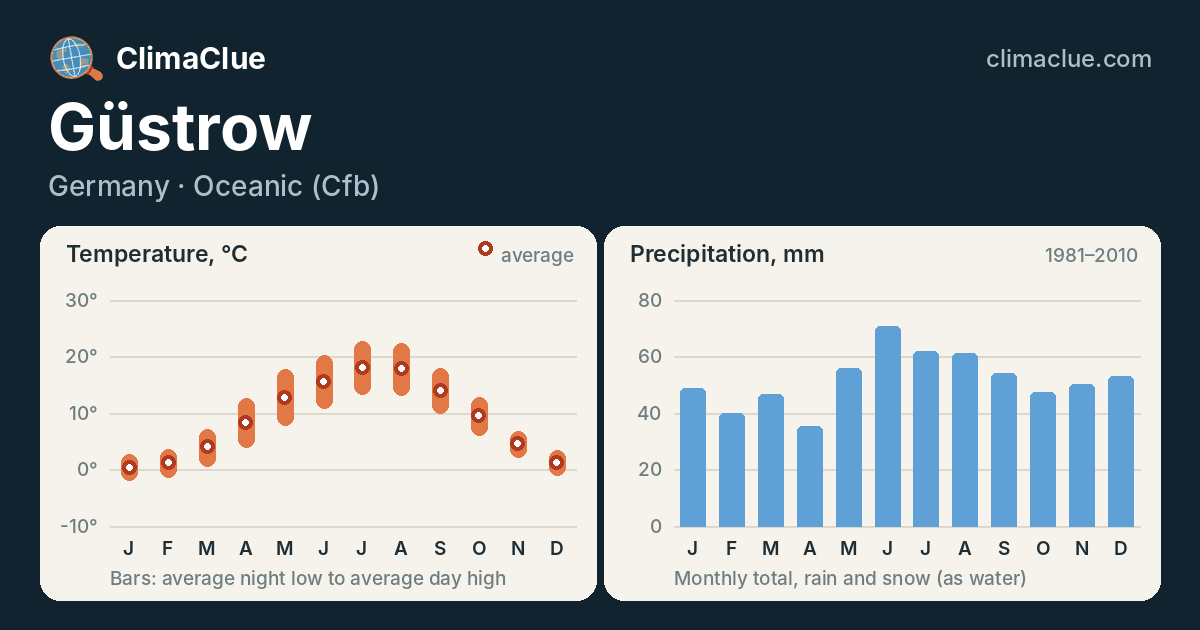 ClimaClue
climaclue.com
Güstrow
Germany · Oceanic (Cfb)
Temperature, °C
average
30°
20°
10°
0°
-10°
J F M A M J J A S O N D
Bars: average night low to average day high
Precipitation, mm
1981–2010
80
60
40
20
0
J F M A M J J A S O N D
Monthly total, rain and snow (as water)